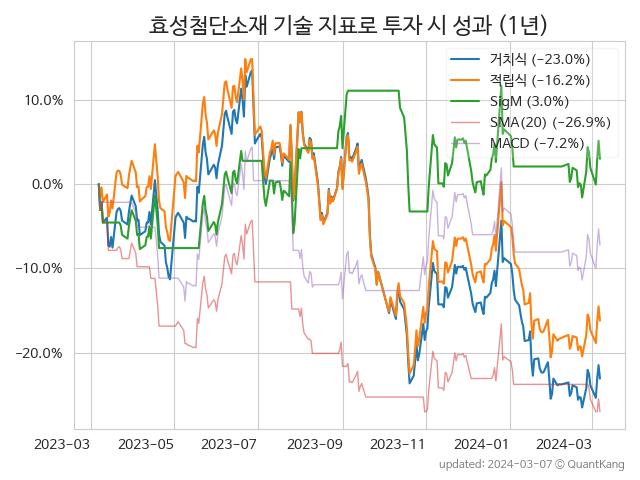 효성첨단소재 기술 지표로 투자 시 성과 (1년)
거치식 (−23.0%)
적립식 (−16.2%)
SigM (3.0%)
SMA(20) (−26.9%)
MACD (−7.2%)
10.0%
0.0%
−10.0%
−20.0%
2023−03 2023−05 2023−07 2023−09 2023−11 2024−01 2024−03
updated: 2024−03−07 © QuantKang